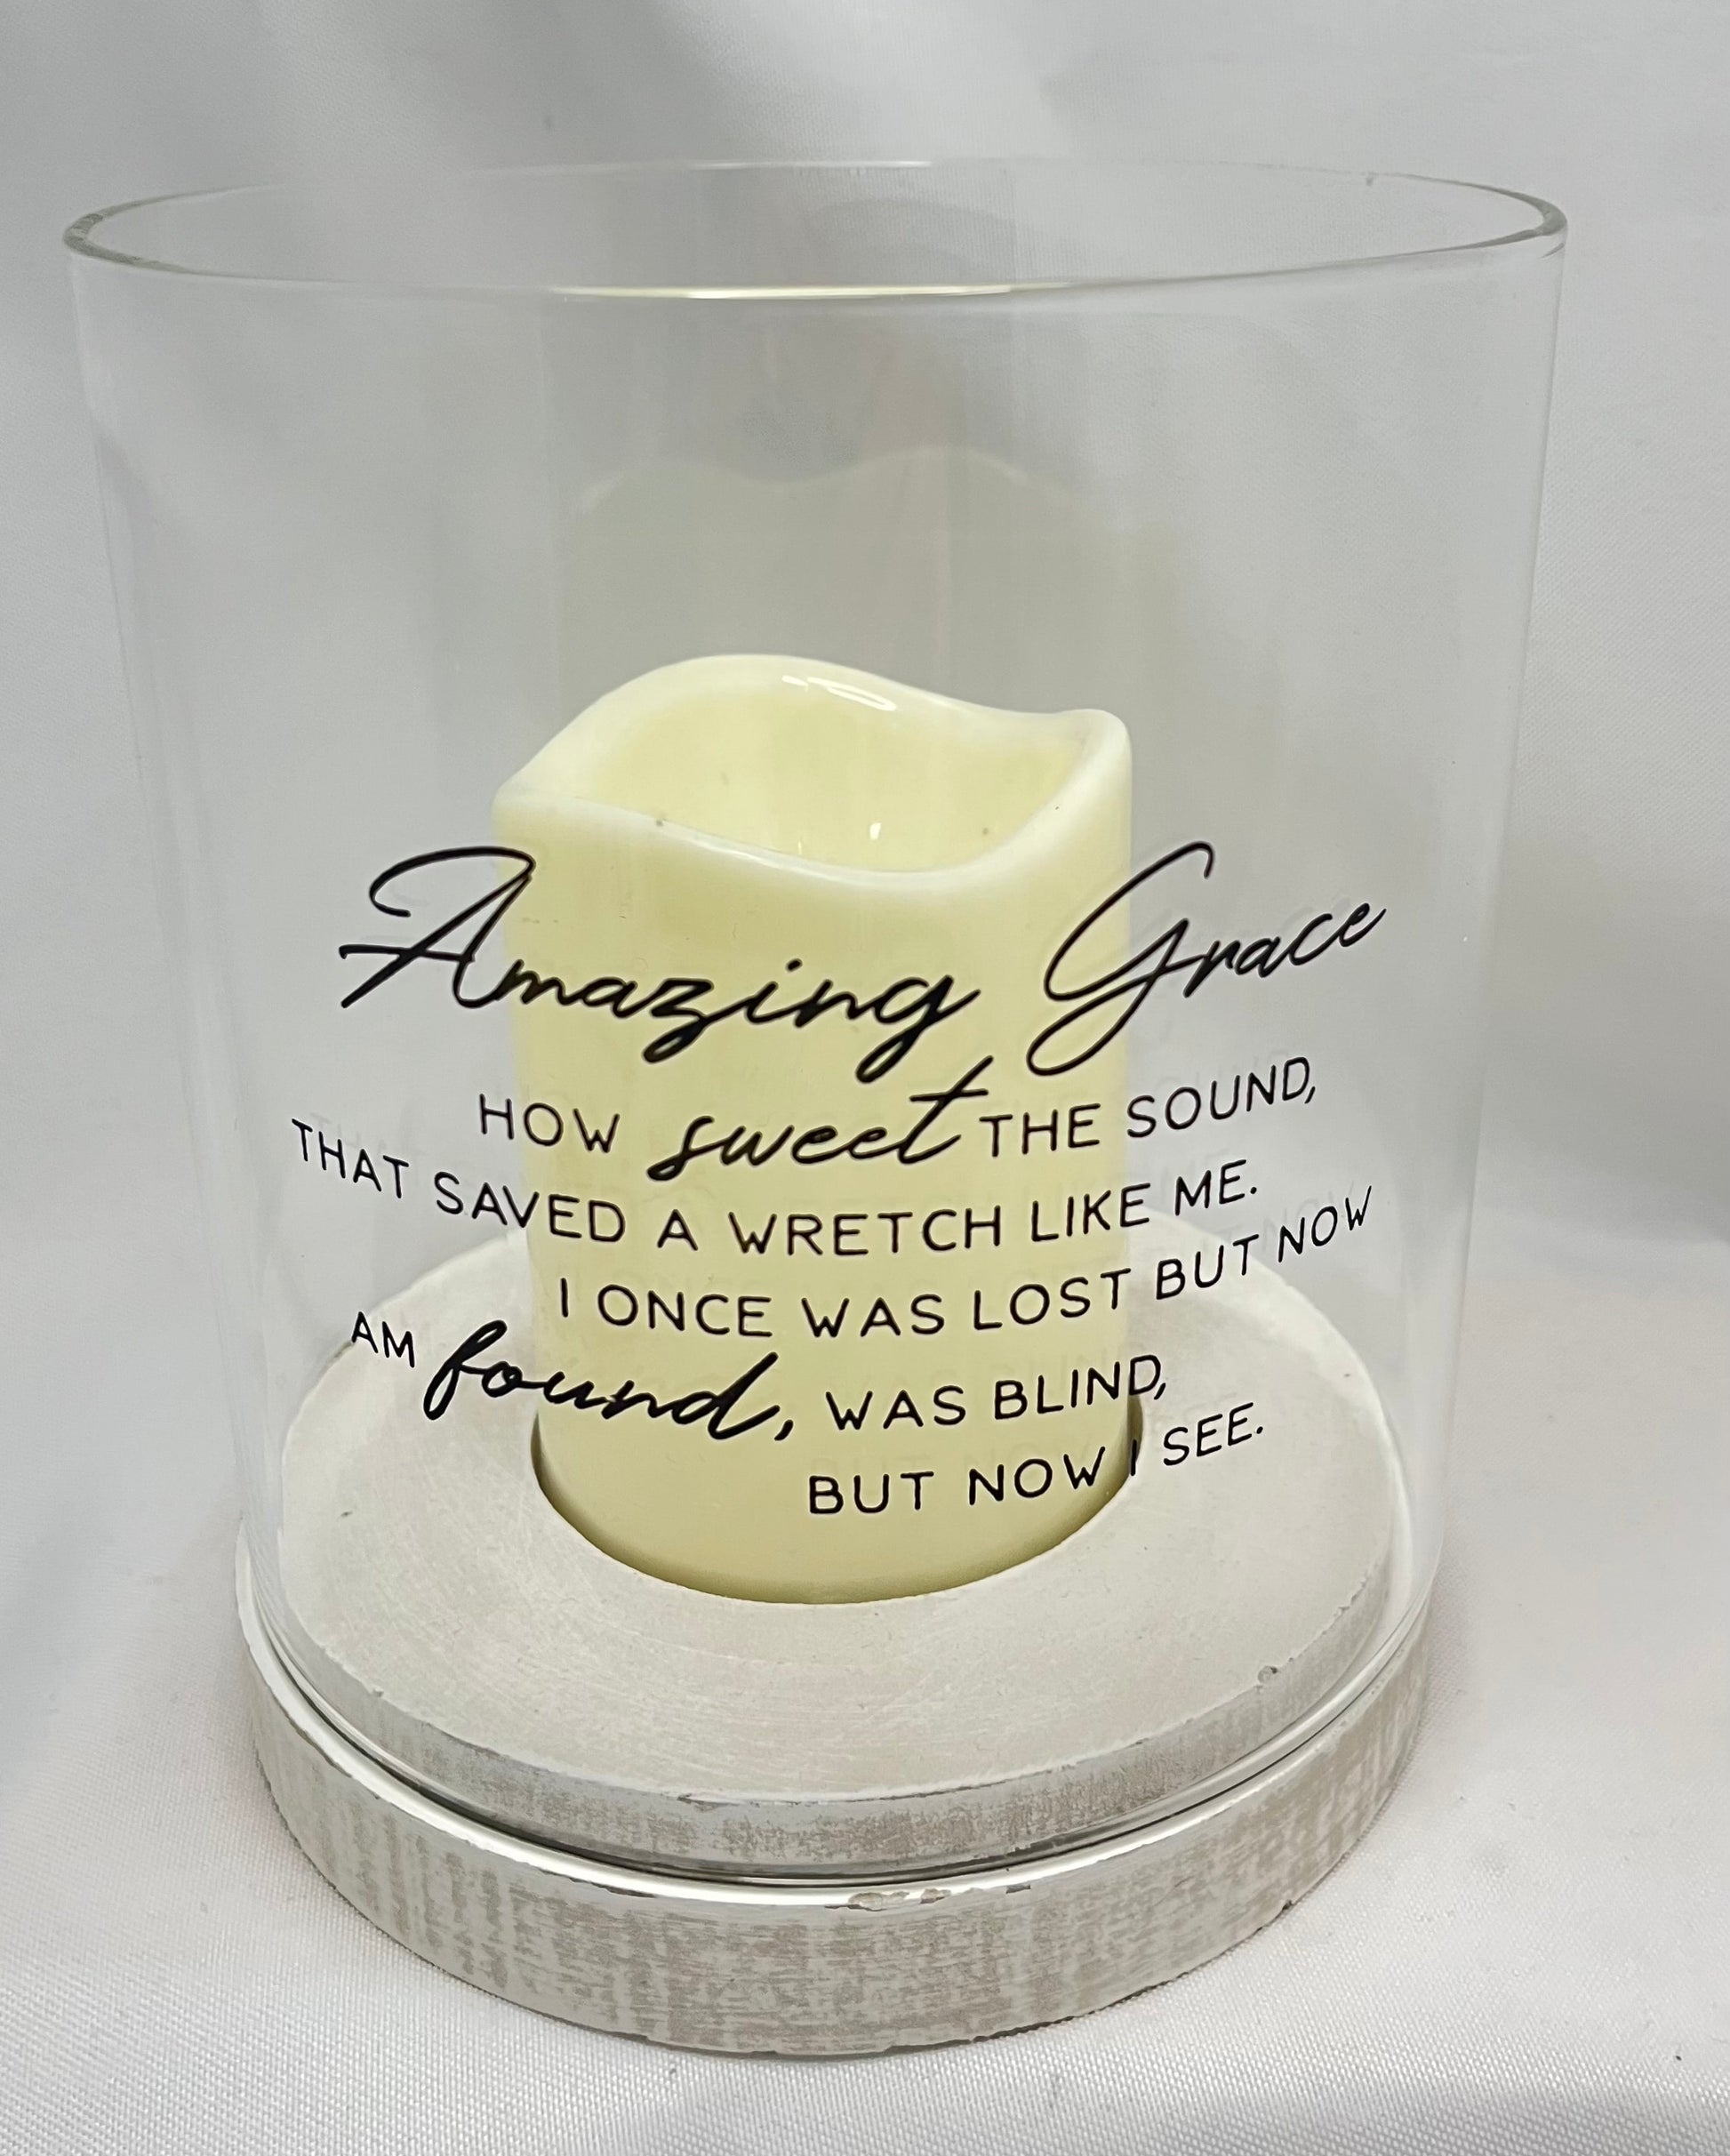 Amazing Grace
HOW sweet THE SOUND,
THAT SAVED A WRETCH LIKE ME.
I ONCE WAS LOST BUT NOW
AM found, WAS BLIND,
BUT NOW I SEE.